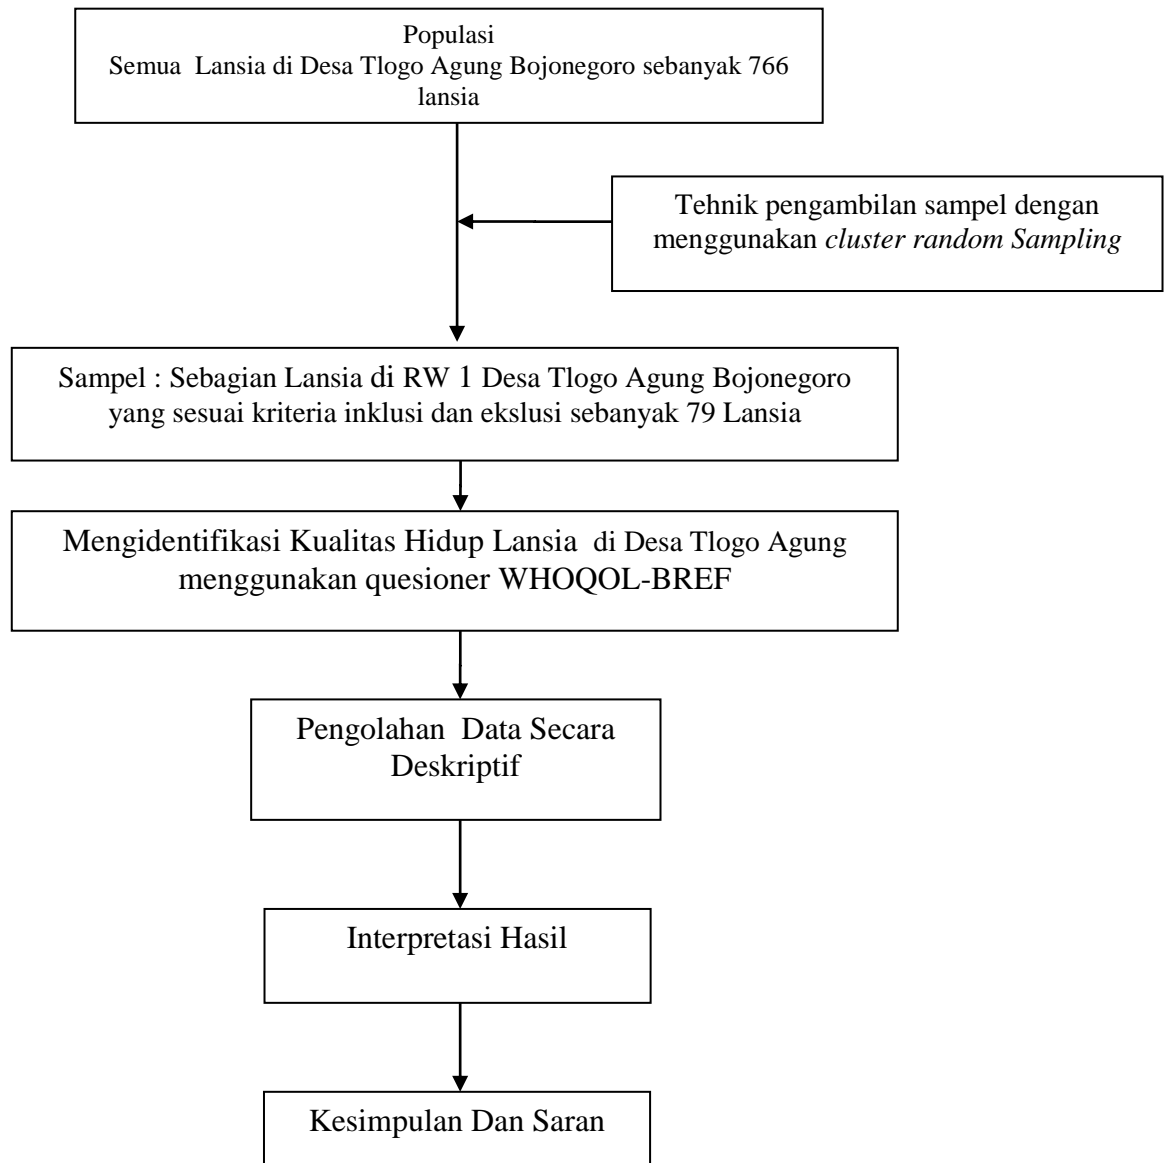 Populasi
Semua Lansia di Desa Tlogo Agung Bojonegoro sebanyak 766
lansia
Tehnik pengambilan sampel dengan
menggunakan cluster random Sampling
Sampel : Sebagian Lansia di RW 1 Desa Tlogo Agung Bojonegoro
yang sesuai kriteria inklusi dan ekslusi sebanyak 79 Lansia
Mengidentifikasi Kualitas Hidup Lansia di Desa Tlogo Agung
menggunakan quesioner WHOQOL-BREF
Pengolahan Data Secara
Deskriptif
Interpretasi Hasil
Kesimpulan Dan Saran